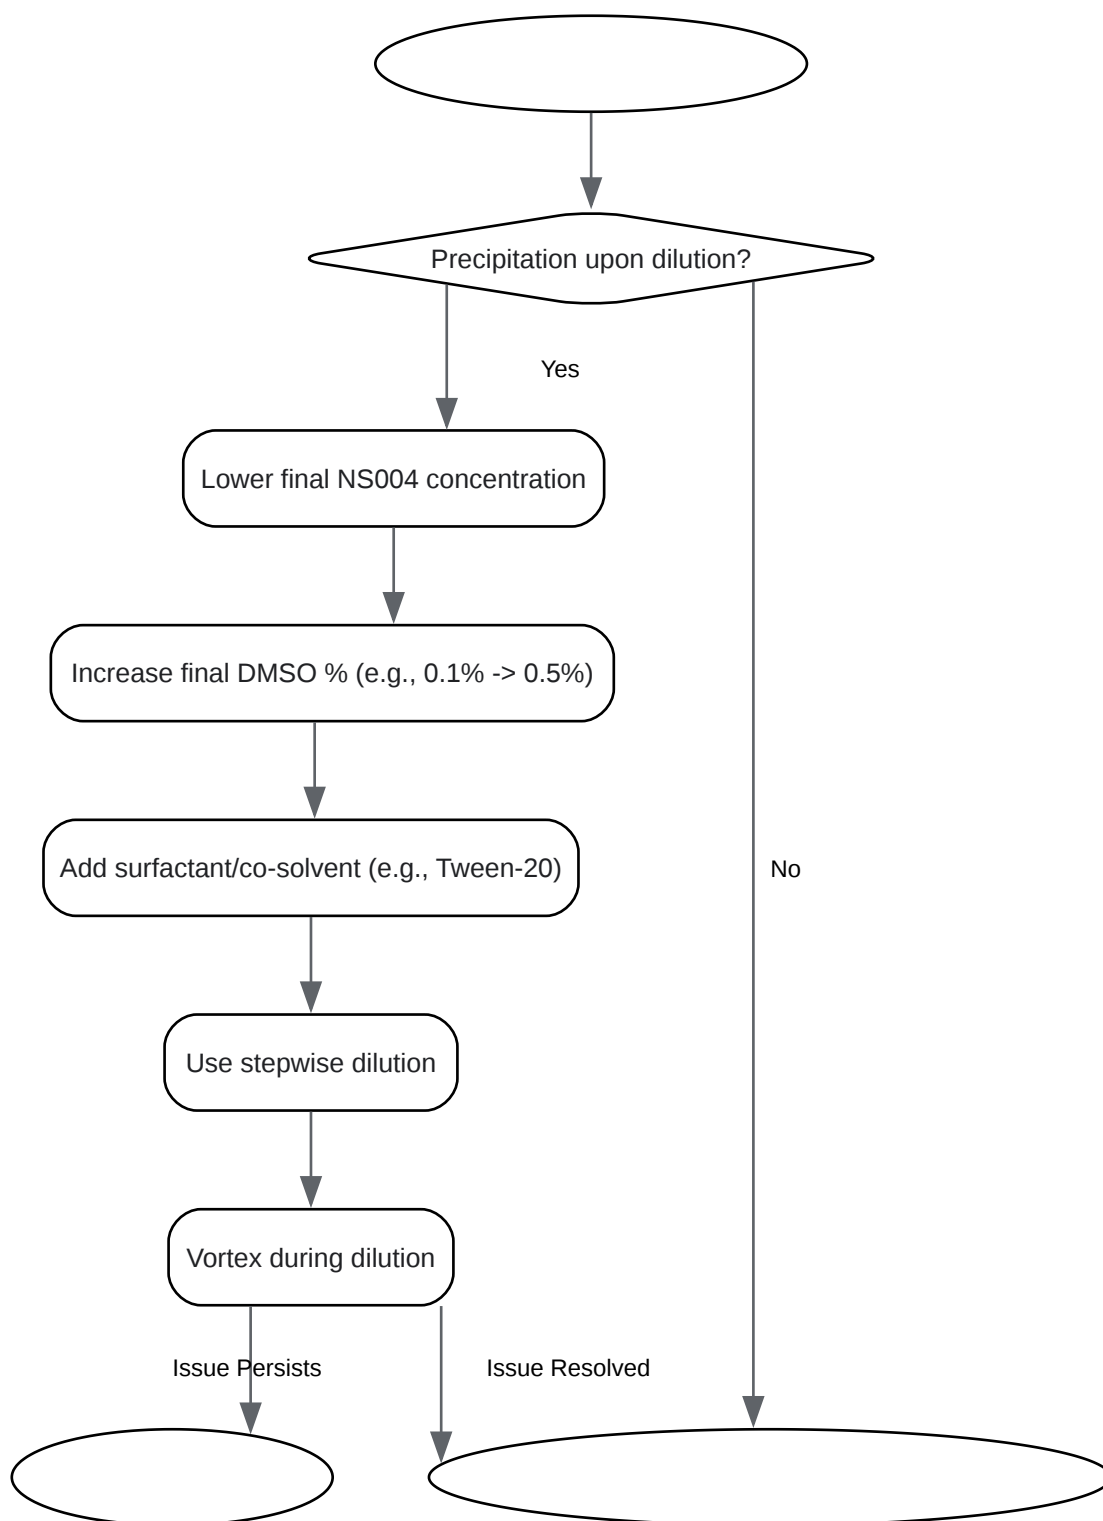 Precipitation upon dilution?
Yes
Lower final NS004 concentration
Increase final DMSO % (e.g., 0.1% -> 0.5%)
Add surfactant/co-solvent (e.g., Tween-20)
No
Use stepwise dilution
Vortex during dilution
Issue Persists
Issue Resolved